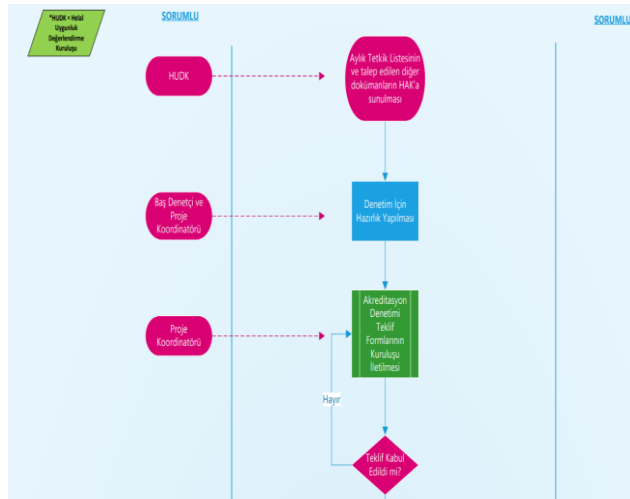 *HUDK = Helal
Uygunluk
Değerlendirme
Kuruluşu
SORUMLU
SORUMLU
HUDK
Aylık Tetkik Listesinin
ve talep edilen diğer
dokümanların HAK'a
sunulması
Baş Denetçi ve
Proje
Koordinatörü
Denetim İçin
Hazırlık Yapılması
Proje
Koordinatörü
Akreditasyon
Denetimi
Teklif
Formlarının
Kuruluşu
İletilmesi
Hayır
Teklif Kabul
Edildi mi?